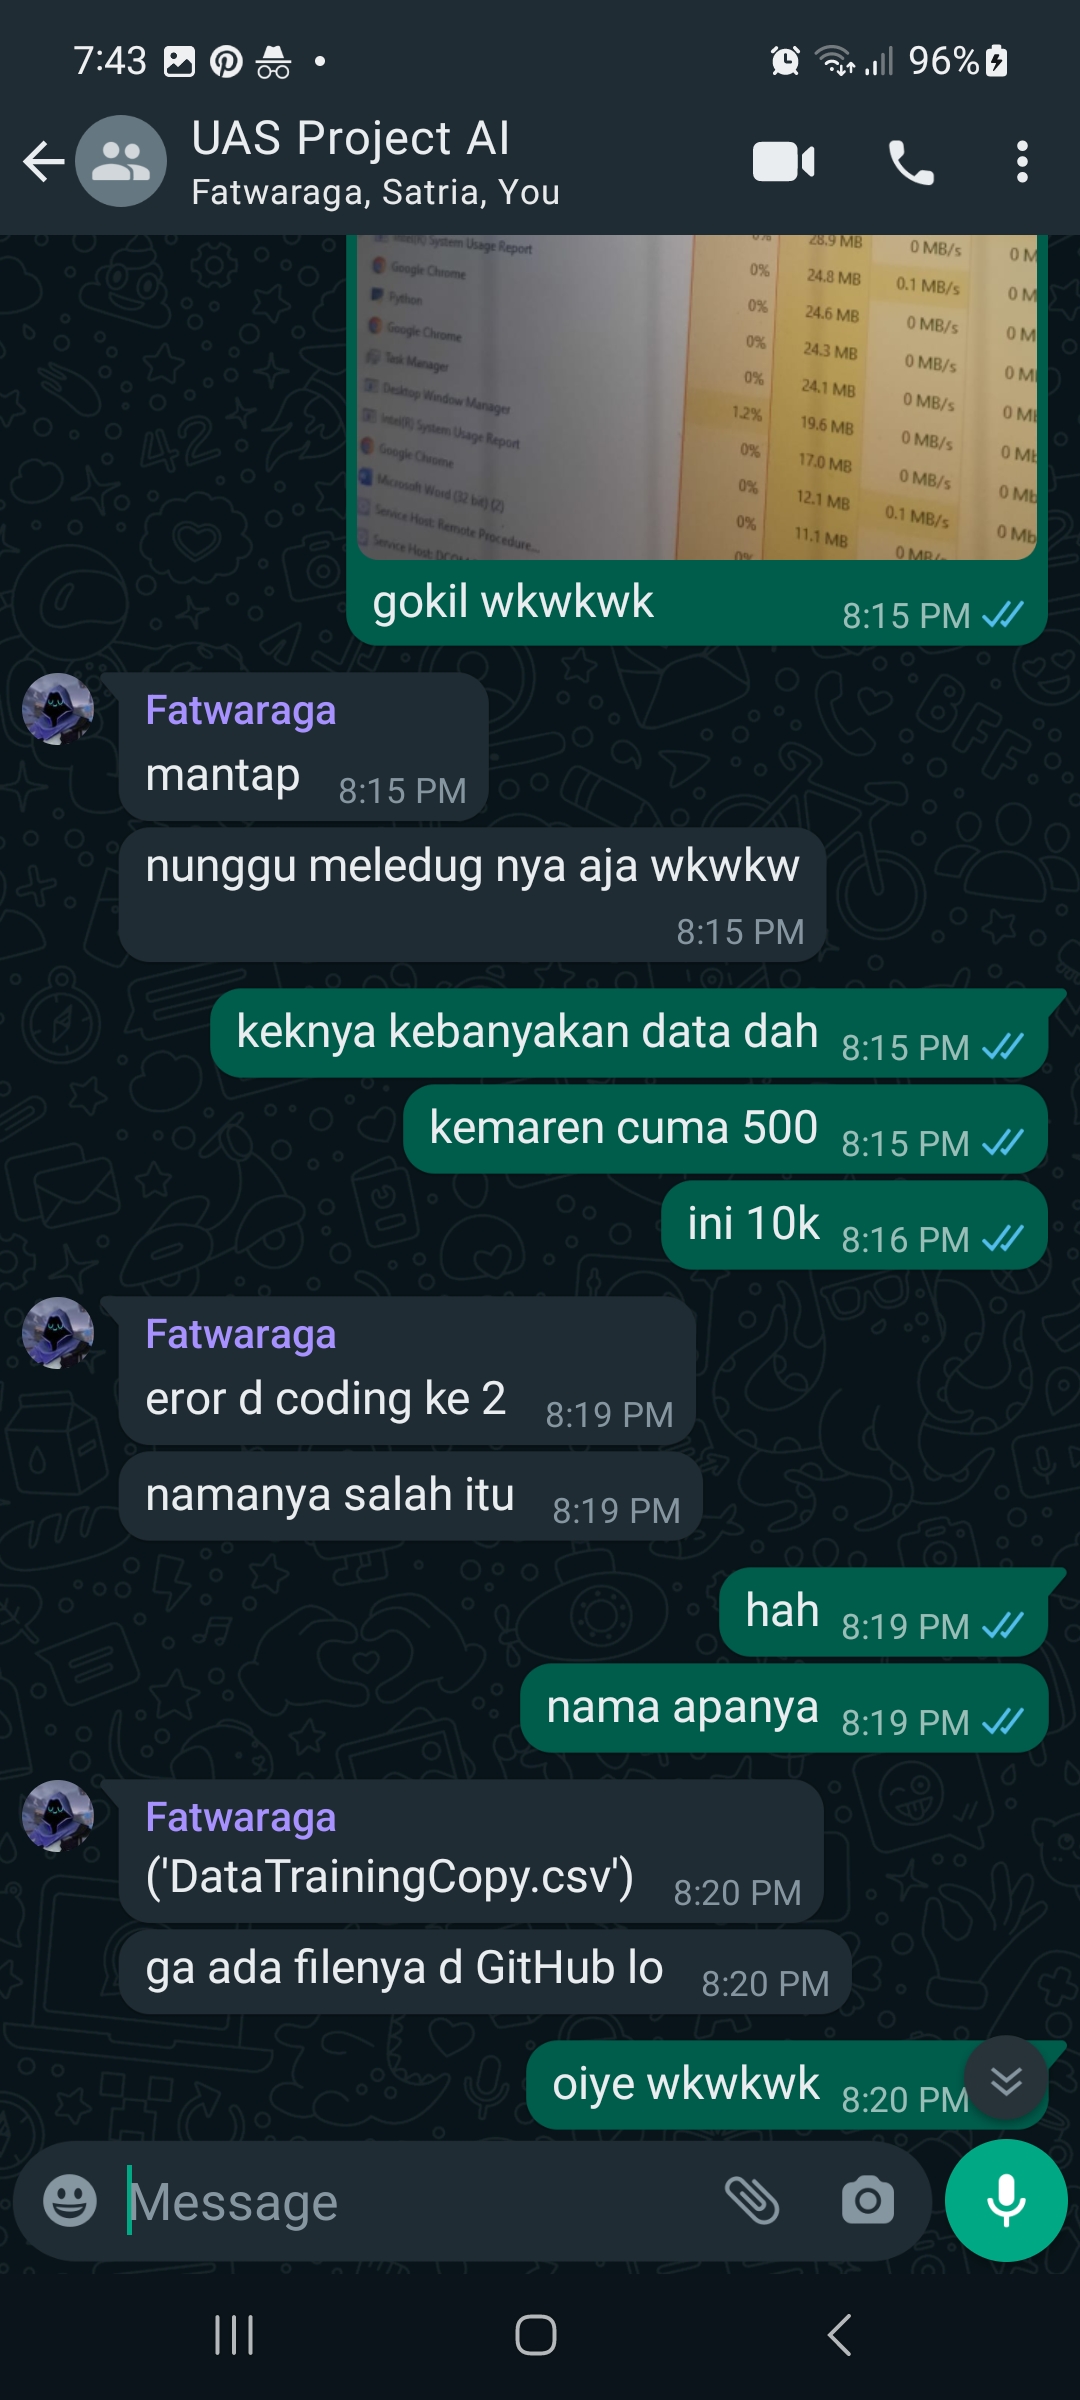 7:43
96%
UAS Project AI
Fatwaraga, Satria, You
Intel(R) System Usage Report 0% 28.9 MB 0 MB/s 0 M
Google Chrome 0% 24.8 MB 0.1 MB/s 0 M
Python 0% 24.6 MB 0 MB/s 0 M
Google Chrome 0% 24.3 MB 0 MB/s 0 M
Task Manager 0% 24.1 MB 0 MB/s 0 M
Desktop Window Manager 1.2% 19.6 MB 0 MB/s 0 Mb
Intel(R) System Usage Report 0% 17.0 MB 0 MB/s 0 Mb
Google Chrome 0% 12.1 MB 0.1 MB/s 0 Mb
Microsoft Word (32 bit) (2) 0% 11.1 MB 0 MB/s
Service Host: Remote Procedure... 0%
Service Host: DCOM
gokil wkwkwk 8:15 PM
Fatwaraga
mantap 8:15 PM
nunggu meledug nya aja wkwkw
8:15 PM
keknya kebanyakan data dah 8:15 PM
kemaren cuma 500 8:15 PM
ini 10k 8:16 PM
Fatwaraga
eror d coding ke 2 8:19 PM
namanya salah itu 8:19 PM
hah 8:19 PM
nama apanya 8:19 PM
Fatwaraga
('DataTrainingCopy.csv') 8:20 PM
ga ada filenya d GitHub lo 8:20 PM
oiye wkwkwk 8:20 PM
Message